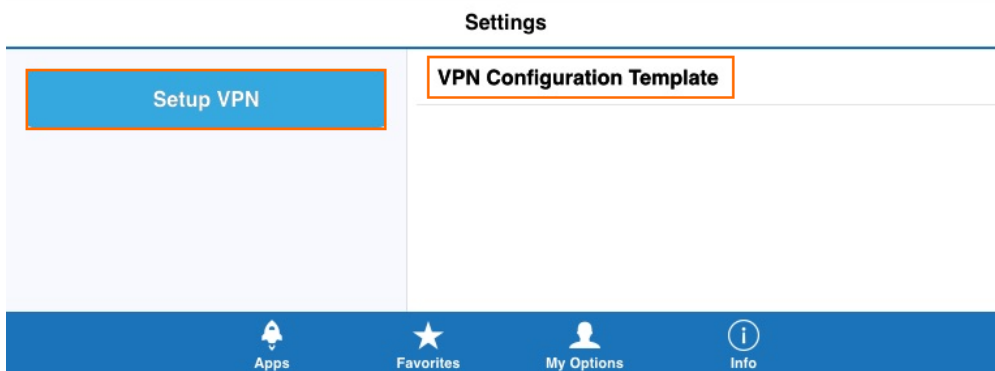 Settings
Setup VPN
VPN Configuration Template
Apps
Favorites
My Options
Info